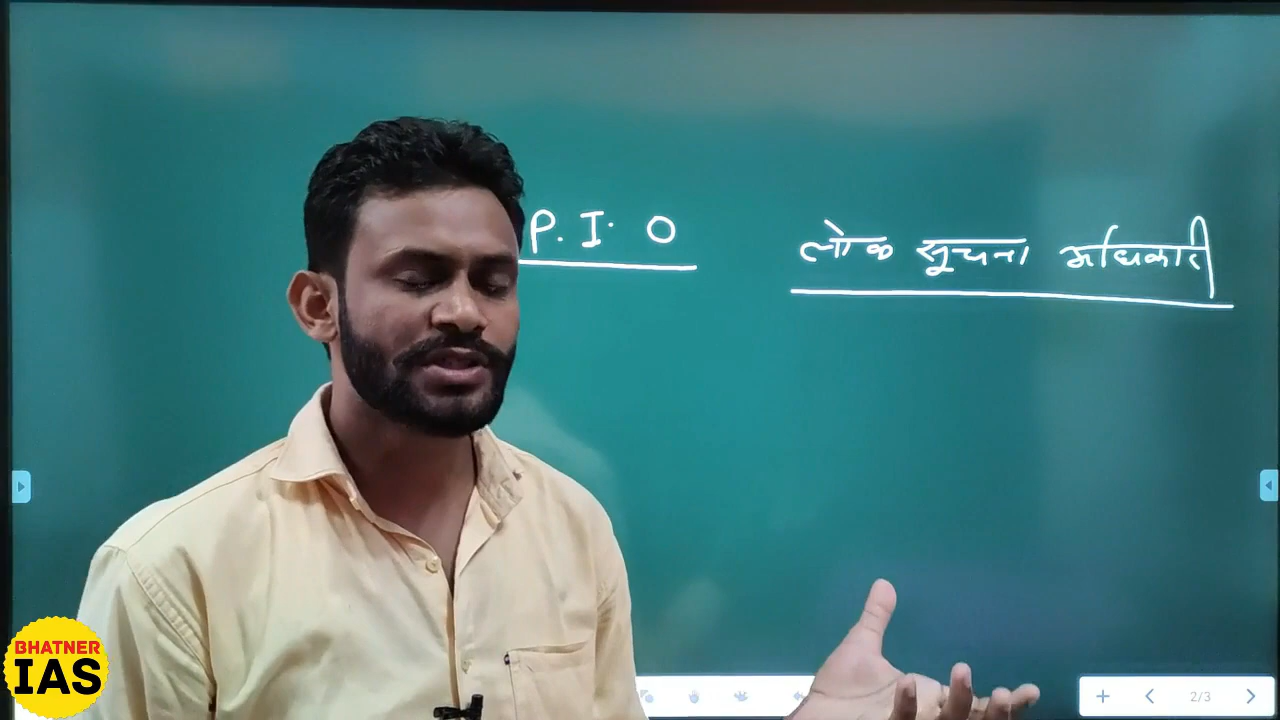 P. I. O
लोक सूचना अधिकारी
BHATNER
IAS
2/3